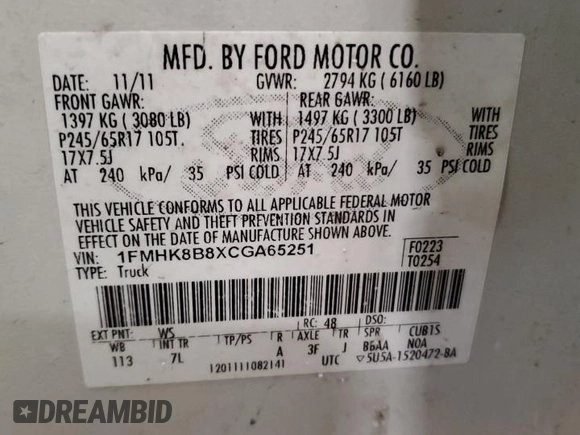 MFD. BY FORD MOTOR CO.
DATE: 11/11 GVWR: 2794 KG ( 6160 LB)
FRONT GAWR: REAR GAWR:
1397 KG ( 3080 LB) WITH 1497 KG ( 3300 LB) WITH
P245/65R17 105T TIRES P245/65R17 105T TIRES
17X7.5J RIMS 17X7.5J RIMS
AT 240 kPa/ 35 PSI COLD AT 240 kPa/ 35 PSI COLD
THIS VEHICLE CONFORMS TO ALL APPLICABLE FEDERAL MOTOR
VEHICLE SAFETY AND THEFT PREVENTION STANDARDS IN
EFFECT ON THE DATE OF MANUFACTURE SHOWN ABOVE.
VIN: 1FMHK8B8XCGA65251 F0223
TYPE: Truck T0254
EXT PNT: WS RC: 48 DSO:
WB INT TR TP/PS R AXLE TR SPR CUBIS
113 7L A 3F J B6AA NOA
1201111082141 UTC 5U5A-1520472-BA
DREAMBID